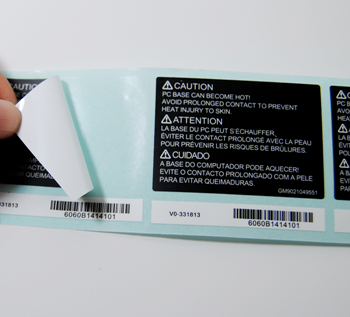 CAUTION
PC BASE CAN BECOME HOT!
AVOID PROLONGED CONTACT TO PREVENT
HEAT INJURY TO SKIN.
ATTENTION
LA BASE DU PC PEUT S'ÉCHAUFFER.
ÉVITER LE CONTACT PROLONGÉ AVEC LA PEAU
POUR PRÉVENIR LES RISQUES DE BRÛLURES.
CUIDADO
A BASE DO COMPUTADOR PODE AQUECER!
EVITE O CONTACTO PROLONGADO COM A PELE
PARA EVITAR QUEIMADURAS.
GM9021049551
V0-331813
6060B1414101
-331813
6060B1414101